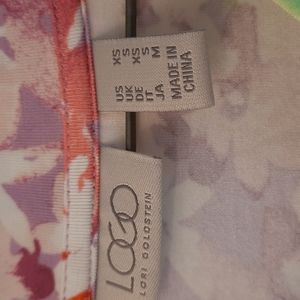 US XS
UK S
DE XS
IT S
JA M
MADE IN
CHINA
LOGO
LORI GOLDSTEIN